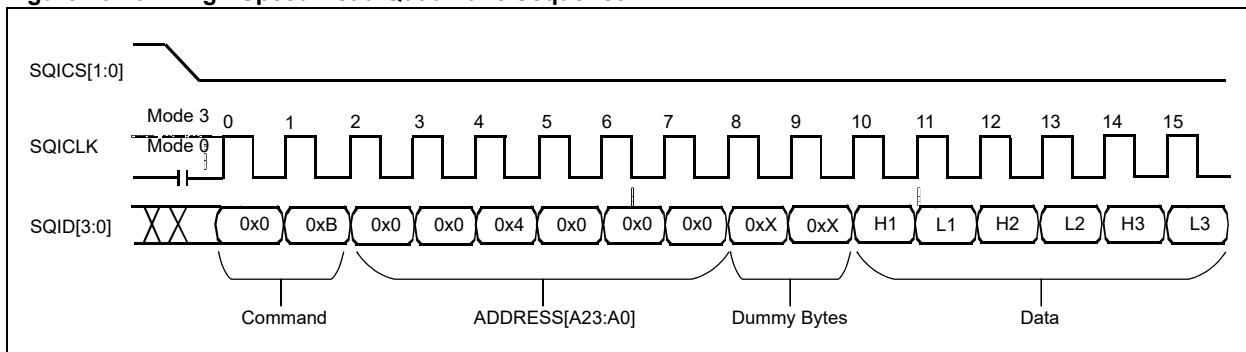 SQICS[1:0]
Mode 3
0 1 2 3 4 5 6 7 8 9 10 11 12 13 14 15
SQICLK
Mode 0
SQID[3:0]
0x0 0xB 0x0 0x0 0x4 0x0 0x0 0x0 0xX 0xX H1 L1 H2 L2 H3 L3
Command ADDRESS[A23:A0] Dummy Bytes Data